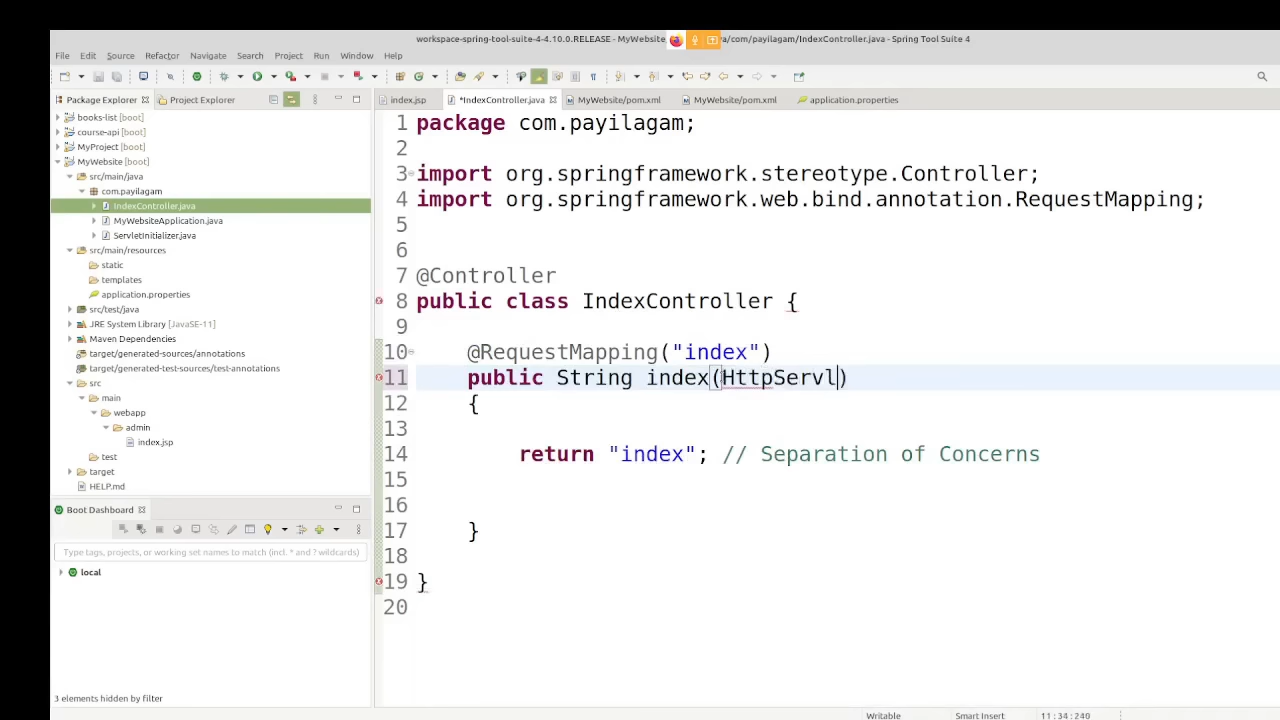 workspace-spring-tool-suite-4-4.10.0.RELEASE - MyWebsite va/com/payilagam/IndexController.java - Spring Tool Suite 4
File Edit Source Refactor Navigate Search Project Run Window Help
Package Explorer Project Explorer
books-list [boot]
course-api [boot]
MyProject [boot]
MyWebsite [boot]
src/main/java
com.payilagam
IndexController.java
MyWebsiteApplication.java
ServletInitializer.java
src/main/resources
static
templates
application.properties
src/test/java
JRE System Library [JavaSE-11]
Maven Dependencies
target/generated-sources/annotations
target/generated-test-sources/test-annotations
src
main
webapp
admin
index.jsp
test
target
HELP.md
Boot Dashboard
Type tags, projects, or working set names to match (incl. * and ? wildcards)
local
3 elements hidden by filter
index.jsp *IndexController.java MyWebsite/pom.xml MyWebsite/pom.xml application.properties
1 package com.payilagam;
2
3 import org.springframework.stereotype.Controller;
4 import org.springframework.web.bind.annotation.RequestMapping;
5
6
7 @Controller
8 public class IndexController {
9
10 @RequestMapping("index")
11 public String index(HttpServl)
12 {
13
14 return "index"; // Separation of Concerns
15
16
17 }
18
19 }
20
Writable Smart Insert 11:34:240